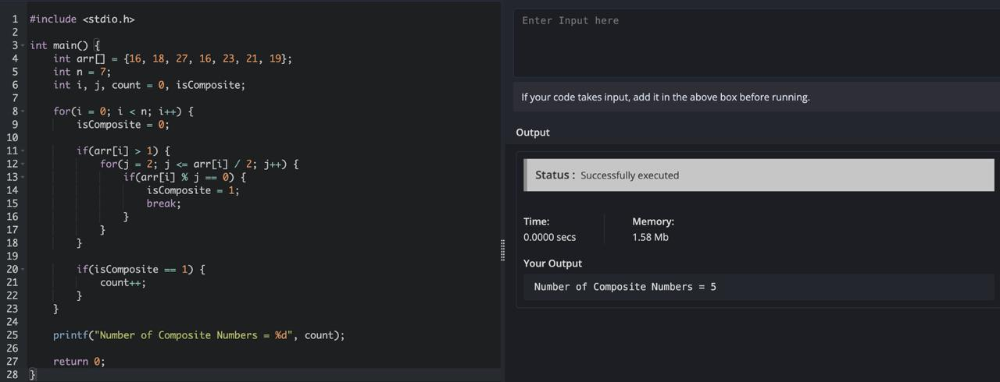 1 #include <stdio.h>
2
3 int main() {
4 int arr[] = {16, 18, 27, 16, 23, 21, 19};
5 int n = 7;
6 int i, j, count = 0, isComposite;
7
8 for(i = 0; i < n; i++) {
9 isComposite = 0;
10
11 if(arr[i] > 1) {
12 for(j = 2; j <= arr[i] / 2; j++) {
13 if(arr[i] % j == 0) {
14 isComposite = 1;
15 break;
16 }
17 }
18 }
19
20 if(isComposite == 1) {
21 count++;
22 }
23 }
24
25 printf("Number of Composite Numbers = %d", count);
26
27 return 0;
28 }
Enter Input here
If your code takes input, add it in the above box before running.
Output
Status : Successfully executed
Time: Memory:
0.0000 secs 1.58 Mb
Your Output
Number of Composite Numbers = 5